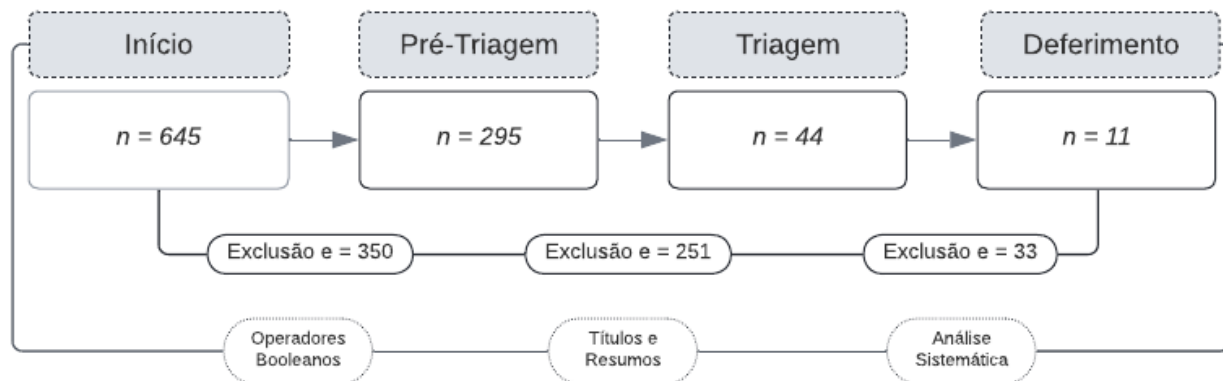 Início
Pré-Triagem
Triagem
Deferimento
n = 645
n = 295
n = 44
n = 11
Exclusão e = 350
Exclusão e = 251
Exclusão e = 33
Operadores
Booleanos
Títulos e
Resumos
Análise
Sistemática